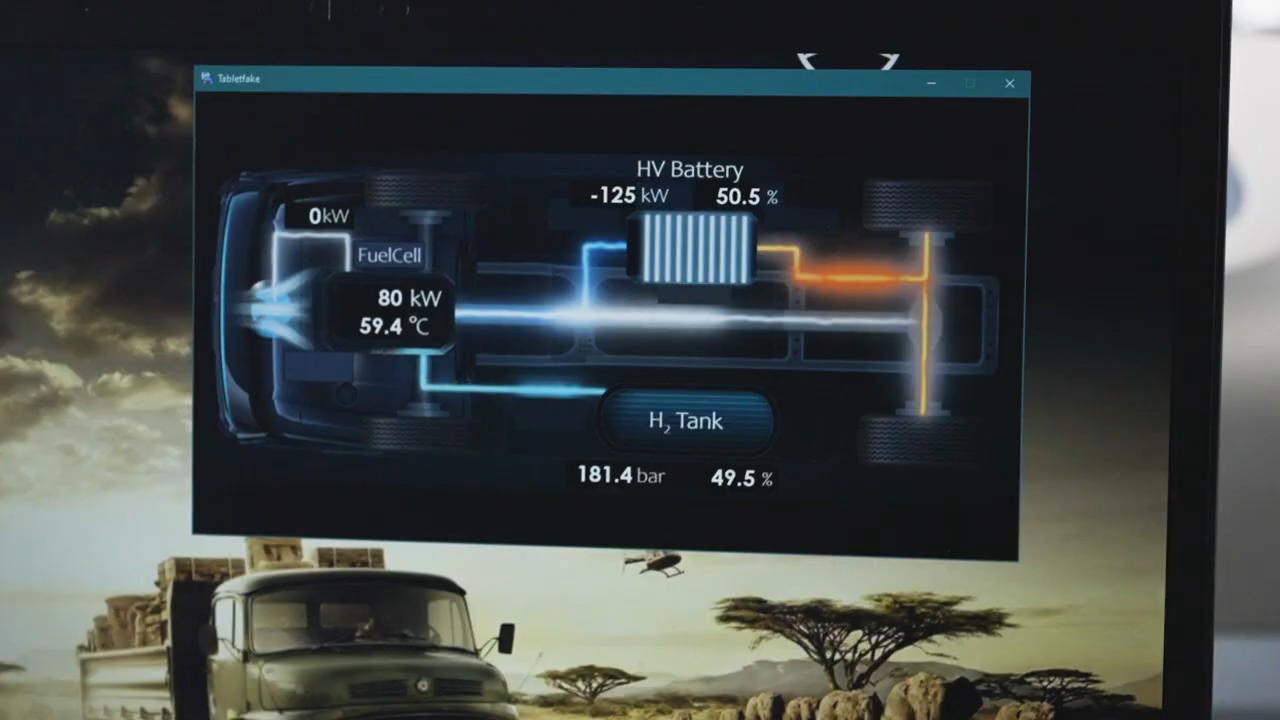 Tabletfake
HV Battery
-125 kW 50.5 %
0kW
FuelCell
80 kW
59.4 °C
H₂ Tank
181.4 bar 49.5 %